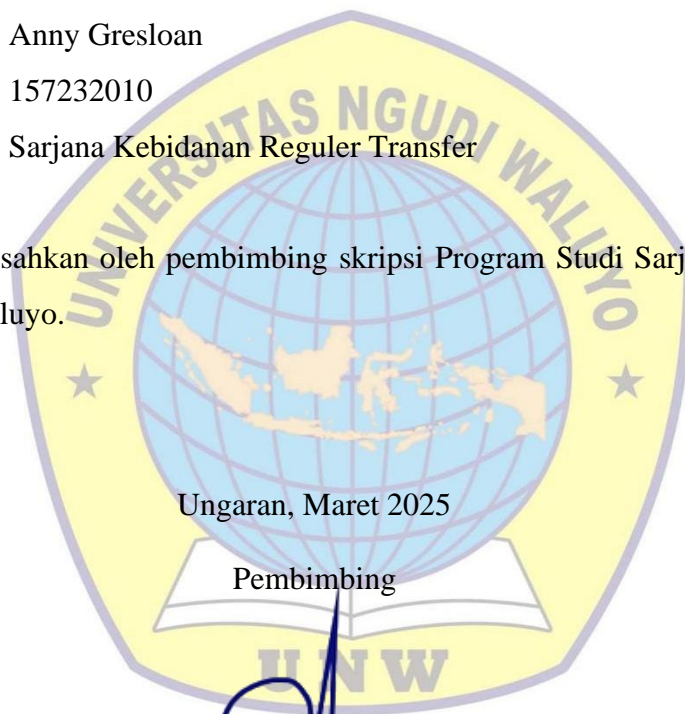 Anny Gresloan
157232010
Sarjana Kebidanan Reguler Transfer
UNIVERSITAS NGUDI WALUYO
sahkan oleh pembimbing skripsi Program Studi Sarj
luyo.
Ungaran, Maret 2025
Pembimbing
UNW